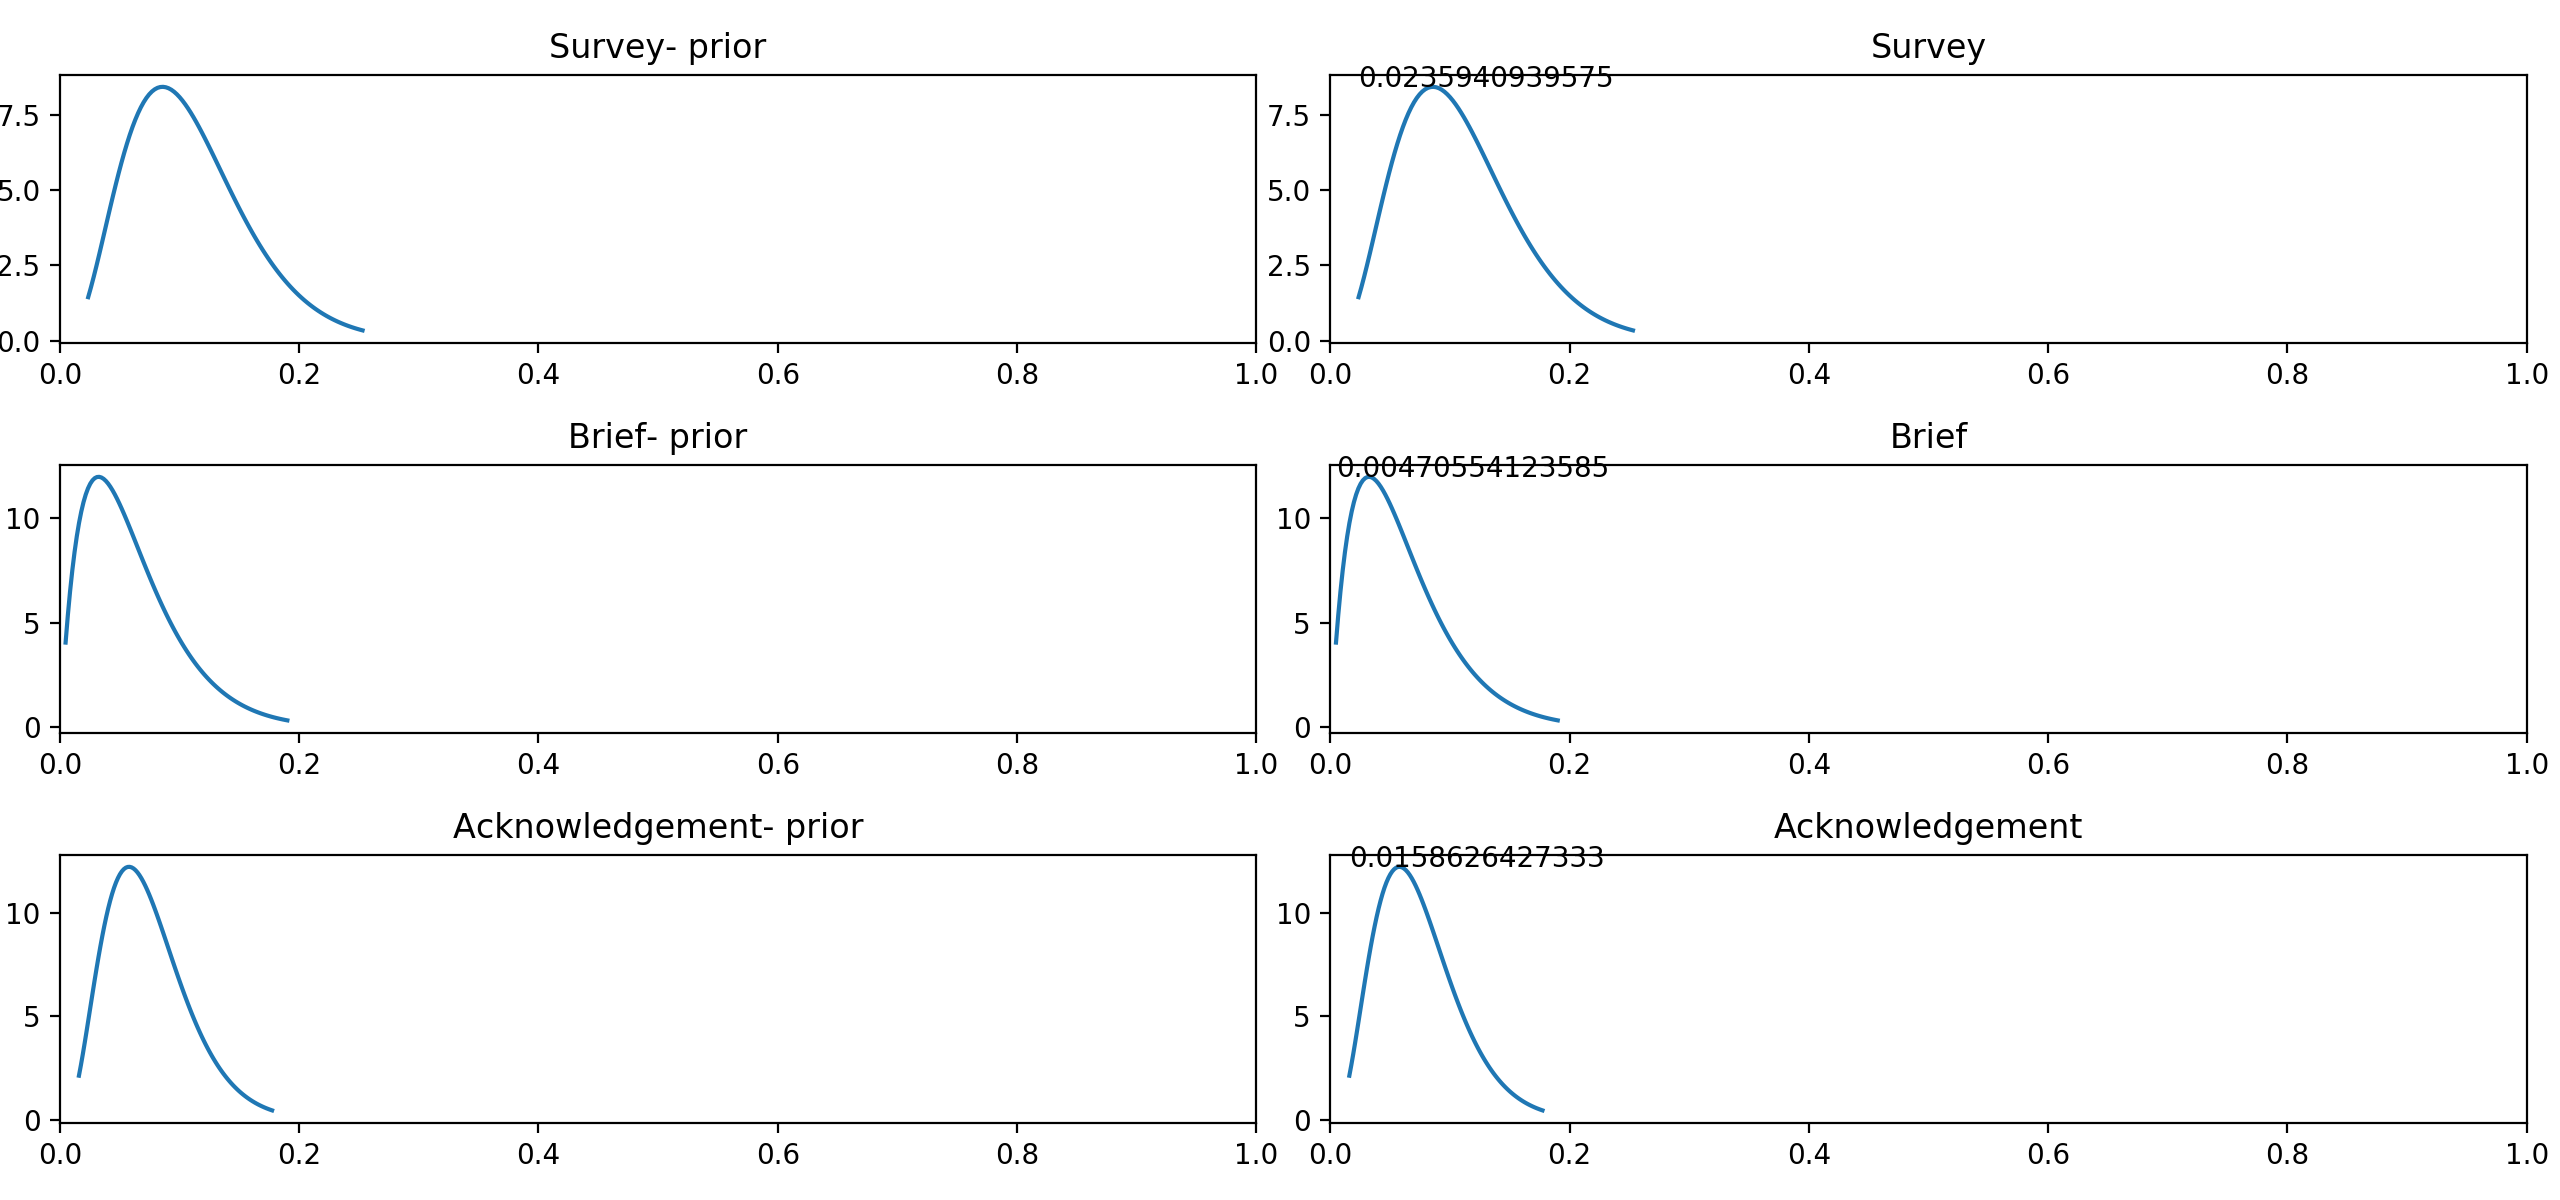 Survey- prior
Survey
0.0235940939575
7.5
5.0
2.5
0.0
7.5
5.0
2.5
0.0
0.0 0.2 0.4 0.6 0.8 1.0
0.0 0.2 0.4 0.6 0.8 1.0
Brief- prior
Brief
0.00470554123585
10
5
0
10
5
0
0.0 0.2 0.4 0.6 0.8 1.0
0.0 0.2 0.4 0.6 0.8 1.0
Acknowledgement- prior
Acknowledgement
0.0158626427333
10
5
0
10
5
0
0.0 0.2 0.4 0.6 0.8 1.0
0.0 0.2 0.4 0.6 0.8 1.0